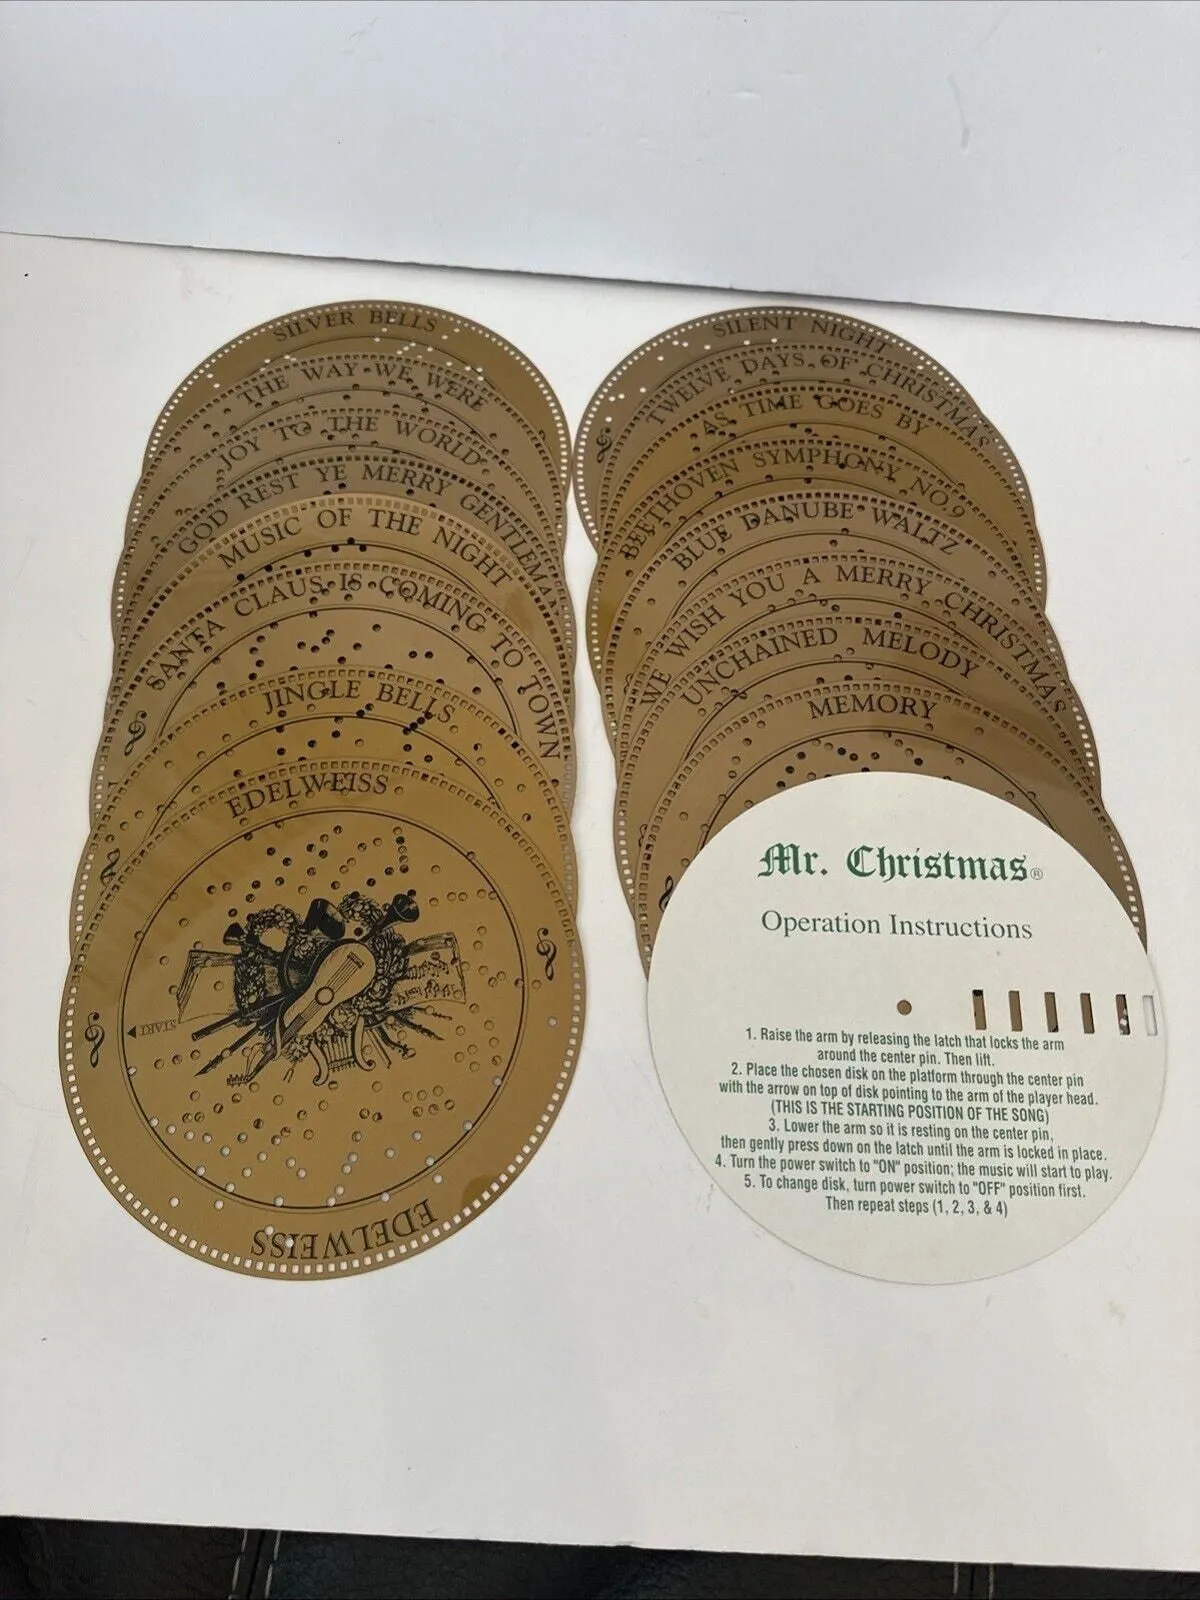 SILVER BELLS
THE WAY WE WERE
JOY TO THE WORLD
GOD REST YE MERRY GENTLEMA
MUSIC OF THE NIGHT
SANTA CLAUS IS COMING TO TOWN
JINGLE BELLS
EDELWEISS
START
EDELWEISS
SILENT NIGHT
TWELVE DAYS OF CHRISTMAS
AS TIME GOES BY
BEETHOVEN SYMPHONY NO.9
BLUE DANUBE WALTZ
WE WISH YOU A MERRY CHRISTMAS
UNCHAINED MELODY
MEMORY
Mr. Christmas®
Operation Instructions
1. Raise the arm by releasing the latch that locks the arm
around the center pin. Then lift.
2. Place the chosen disk on the platform through the center pin
with the arrow on top of disk pointing to the arm of the player head.
(THIS IS THE STARTING POSITION OF THE SONG)
3. Lower the arm so it is resting on the center pin,
then gently press down on the latch until the arm is locked in place.
4. Turn the power switch to "ON" position; the music will start to play.
5. To change disk, turn power switch to "OFF" position first.
Then repeat steps (1, 2, 3, & 4)